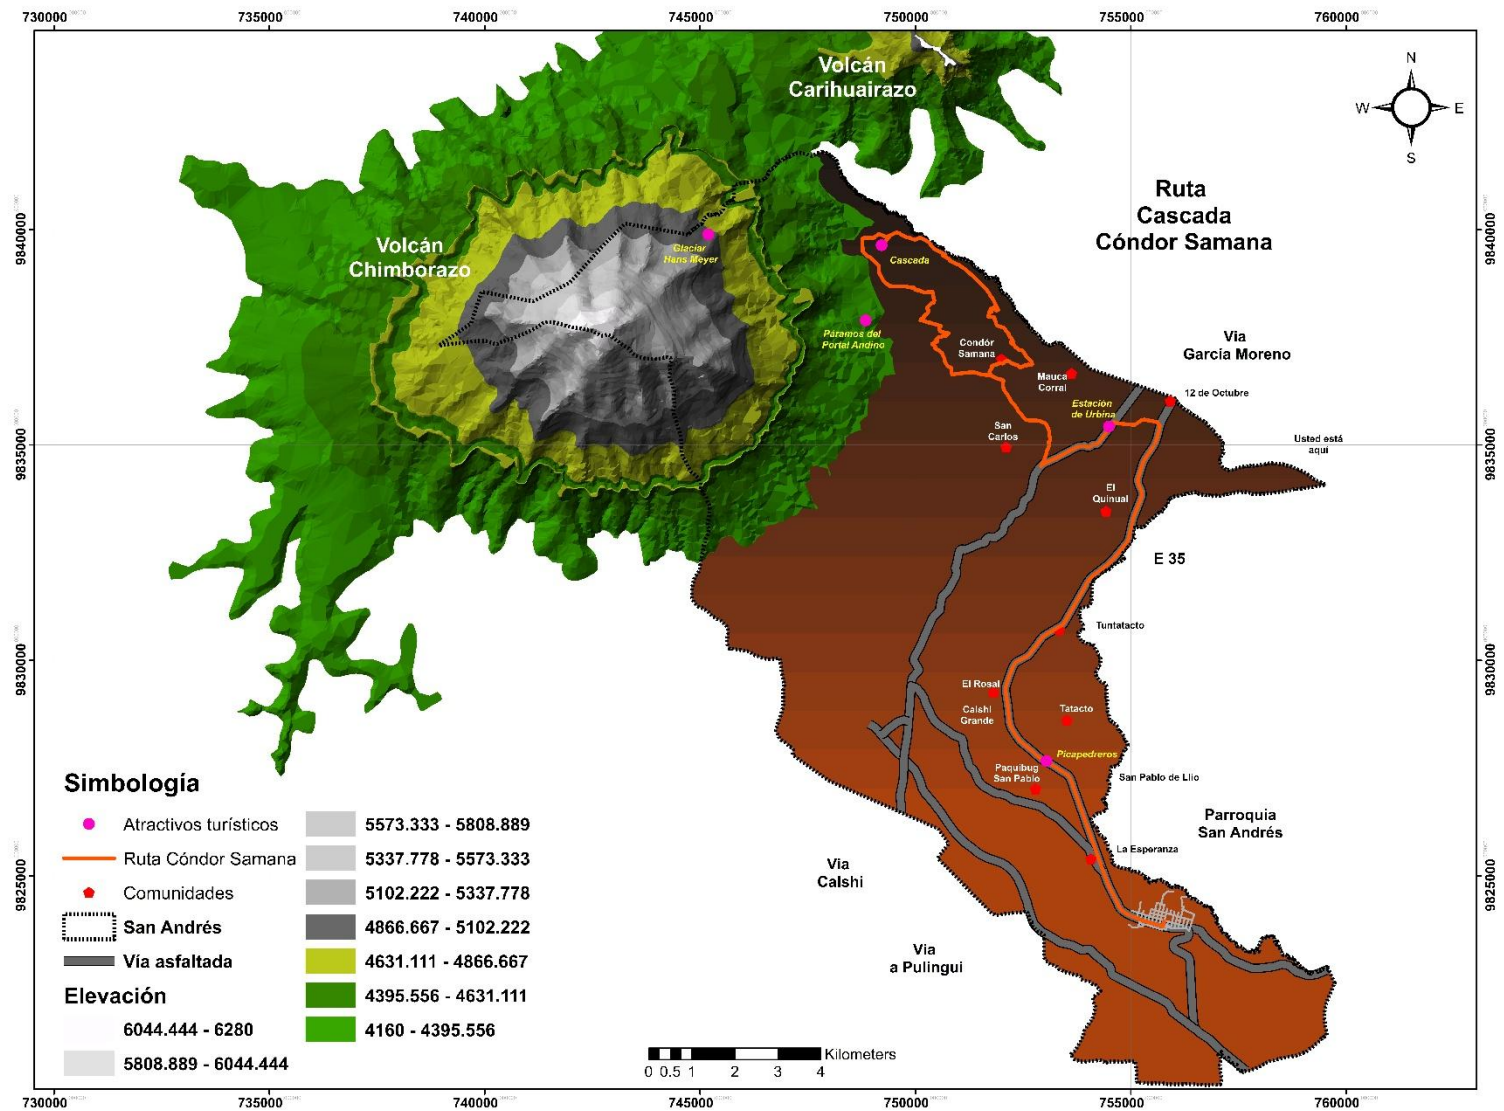 730000
735000
740000
745000
750000
755000
760000
Volcán
Carihuairazo
N
W
E
S
Ruta
Cascada
Cóndor Samana
9840000
9840000
Volcán
Chimborazo
Glaciar
Hans Meyer
Cascada
Páramos del
Portal Andino
Condór
Samana
Via
García Moreno
Mauca
Corral
12 de Octubre
Estación
de Urbina
San
Carlos
Usted está
aquí
9835000
9835000
El
Quinual
E 35
Tuntatacto
9830000
9830000
El Rosal
Calshi
Grande
Tatacto
Picapedreros
Paquibug
San Pablo
San Pablo de Llio
Parroquia
San Andrés
La Esperanza
Via
Calshi
9825000
9825000
Via
a Pulingui
Simbología
Atractivos turísticos
Ruta Cóndor Samana
Comunidades
San Andrés
Vía asfaltada
Elevación
6044.444 - 6280
5808.889 - 6044.444
5573.333 - 5808.889
5337.778 - 5573.333
5102.222 - 5337.778
4866.667 - 5102.222
4631.111 - 4866.667
4395.556 - 4631.111
4160 - 4395.556
Kilometers
0 0.5 1 2 3 4
730000
735000
740000
745000
750000
755000
760000